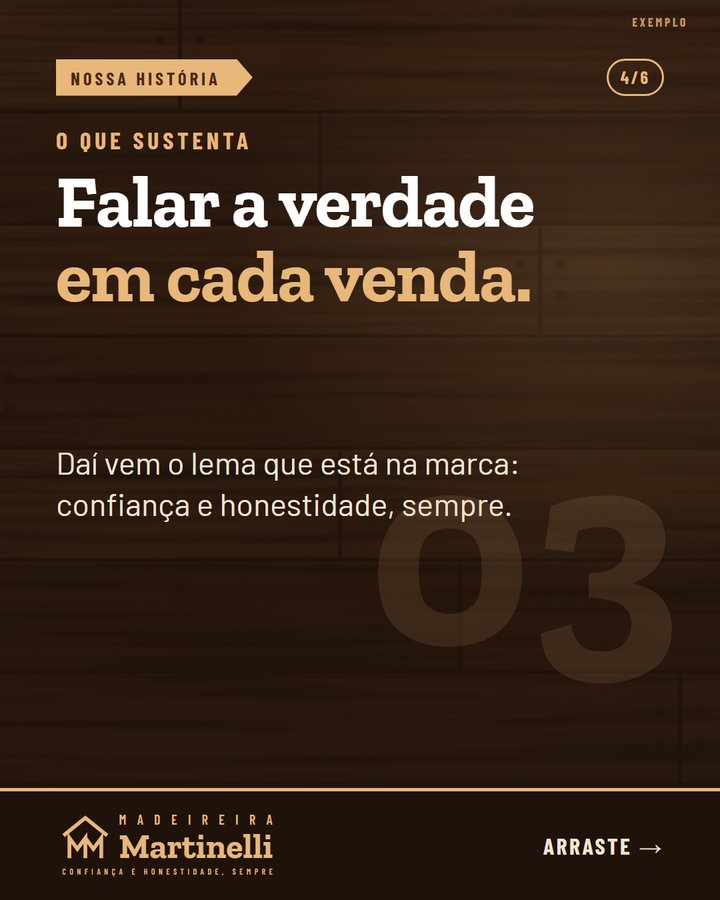 EXEMPLO
NOSSA HISTÓRIA
4/6
O QUE SUSTENTA
Falar a verdade
em cada venda.
Daí vem o lema que está na marca:
confiança e honestidade, sempre.
03
MADEIREIRA
Martinelli
CONFIANÇA E HONESTIDADE, SEMPRE
ARRASTE →